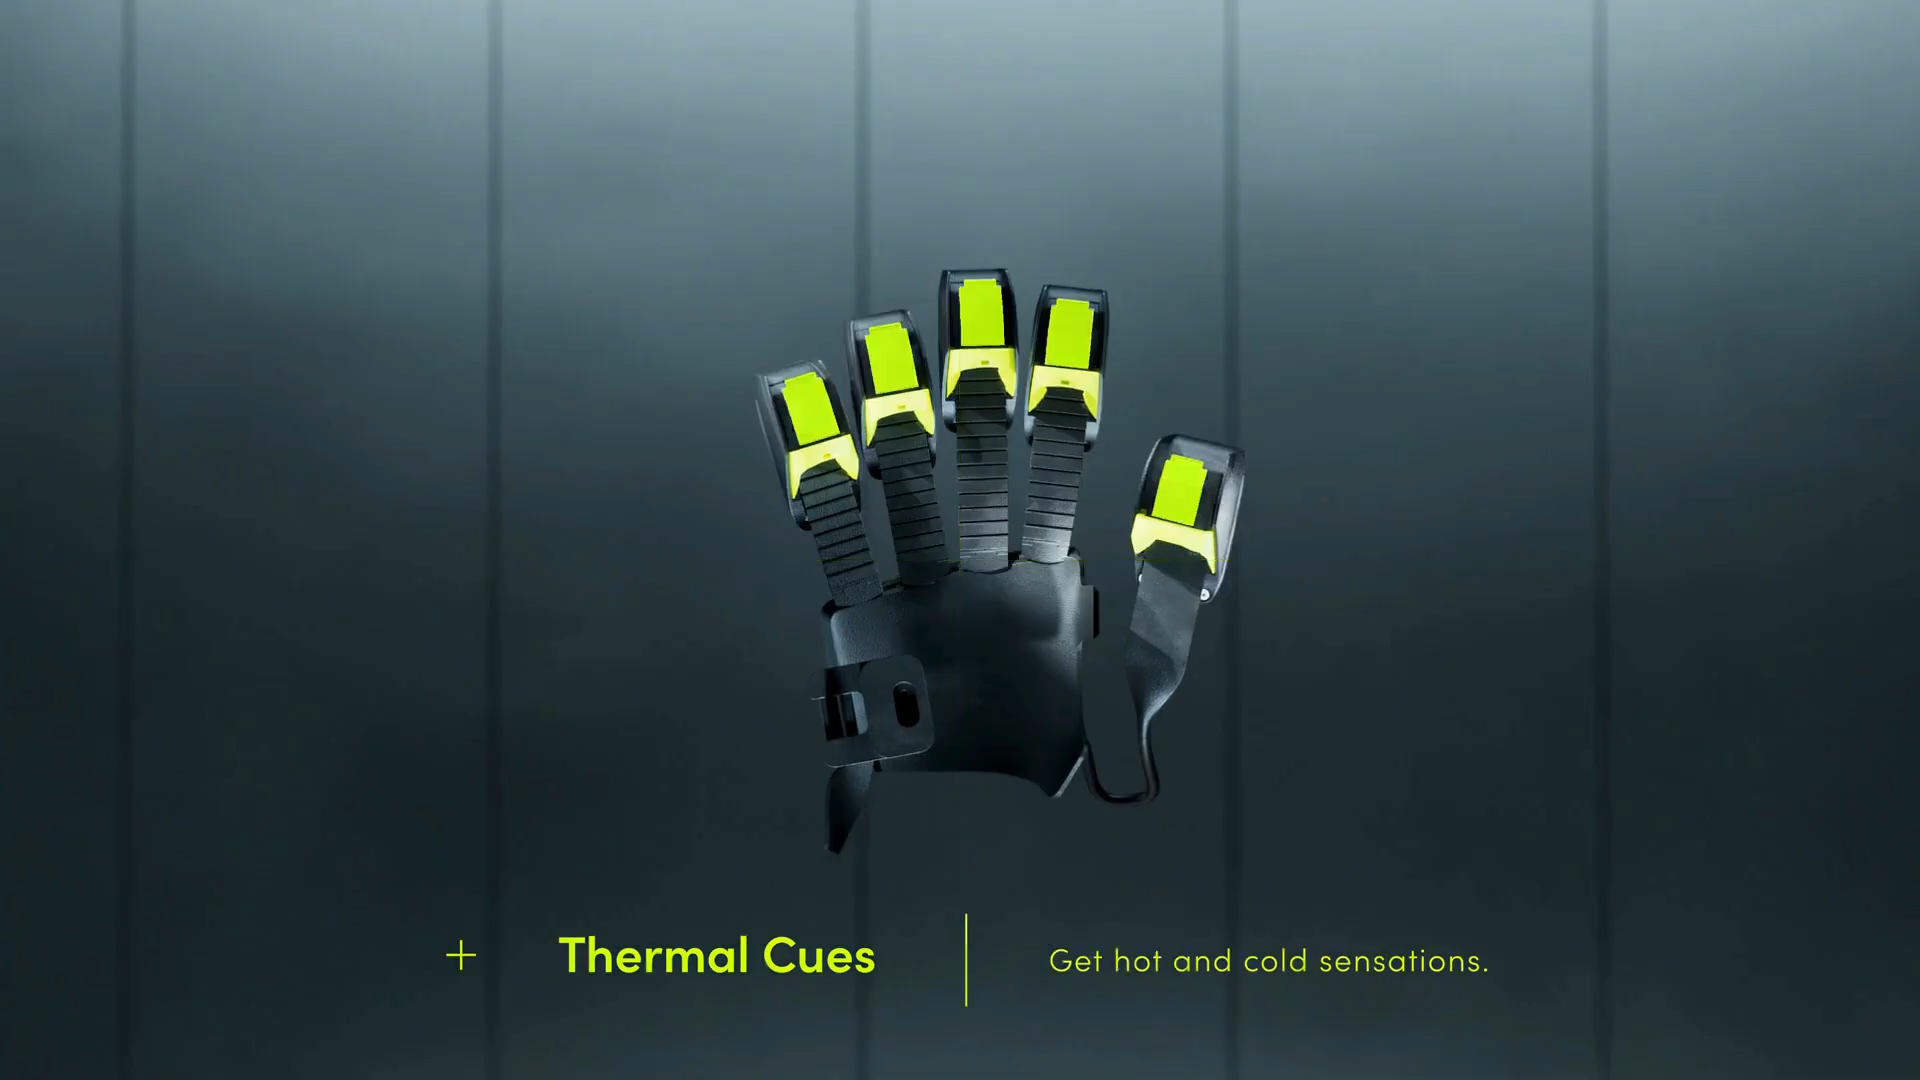 + Thermal Cues
Get hot and cold sensations.